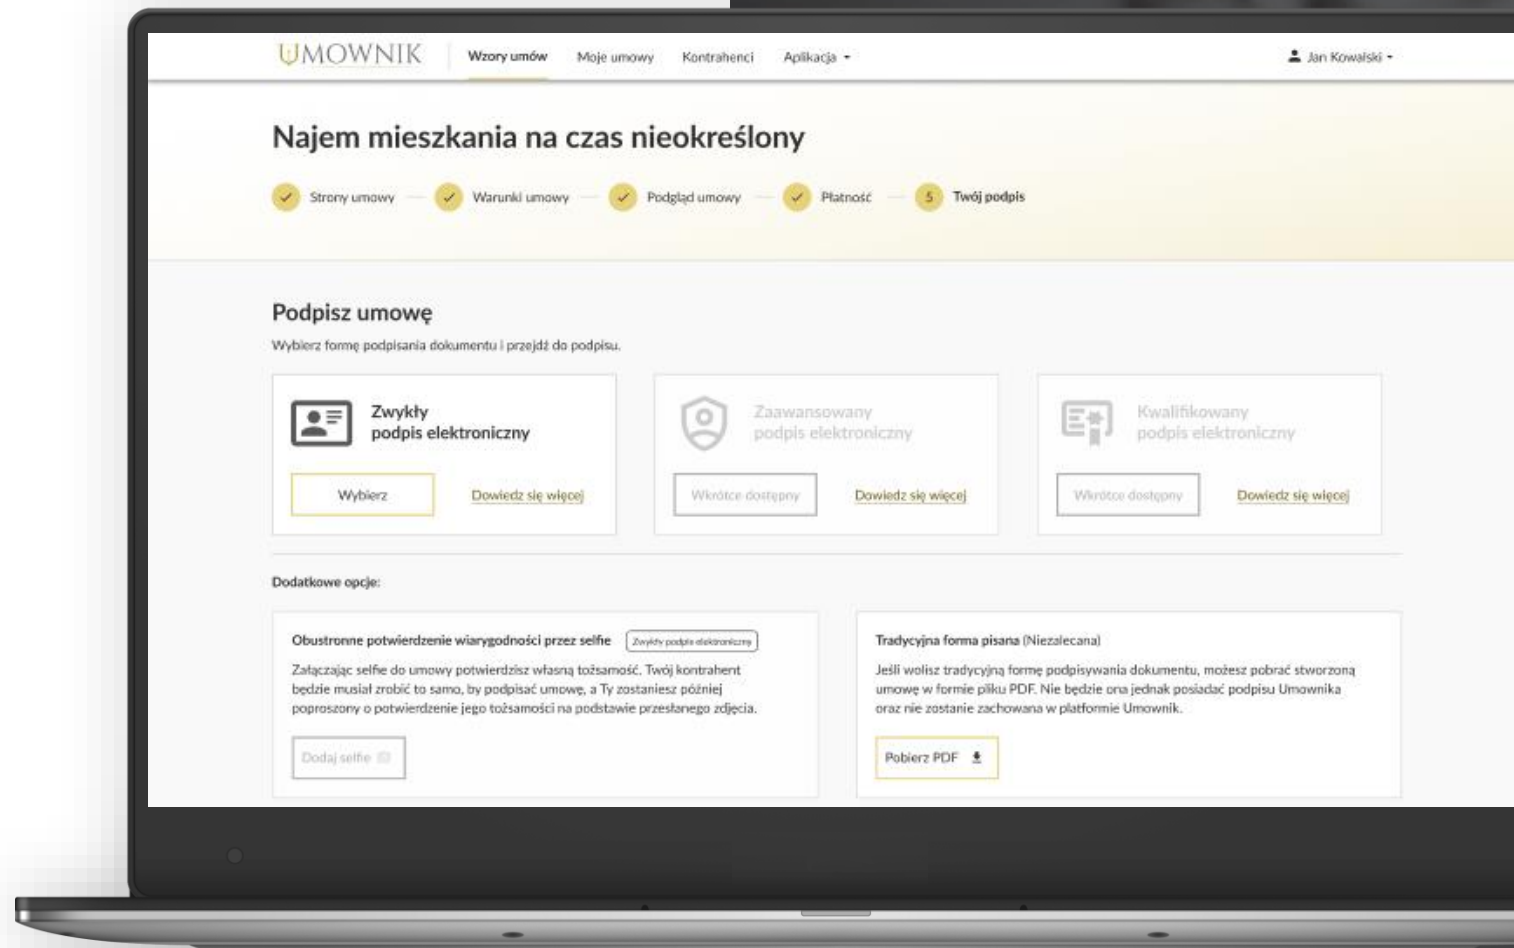 UMOWNIK
Wzory umów
Moje umowy
Kontrahenci
Aplikacja
Jan Kowalski
Najem mieszkania na czas nieokreślony
Strony umowy
Warunki umowy
Podgląd umowy
Płatność
5
Twój podpis
Podpisz umowę
Wybierz formę podpisania dokumentu i przejdź do podpisu.
Zwykły
podpis elektroniczny
Wybierz
Dowiedz się więcej
Zaawansowany
podpis elektroniczny
Wkrótce dostępny
Dowiedz się więcej
Kwalifikowany
podpis elektroniczny
Wkrótce dostępny
Dowiedz się więcej
Dodatkowe opcje:
Obustronne potwierdzenie wiarygodności przez selfie
Zwykły podpis elektroniczny
Załączając selfie do umowy potwierdzisz własną tożsamość. Twój kontrahent
będzie musiał zrobić to samo, by podpisać umowę, a Ty zostaniesz później
poproszony o potwierdzenie jego tożsamości na podstawie przesłanego zdjęcia.
Dodaj selfie
Tradycyjna forma pisana (Niezalecana)
Jeśli wolisz tradycyjną formę podpisywania dokumentu, możesz pobrać stworzoną
umowę w formie pliku PDF. Nie będzie ona jednak posiadać podpisu Umownika
oraz nie zostanie zachowana w platformie Umownik.
Pobierz PDF